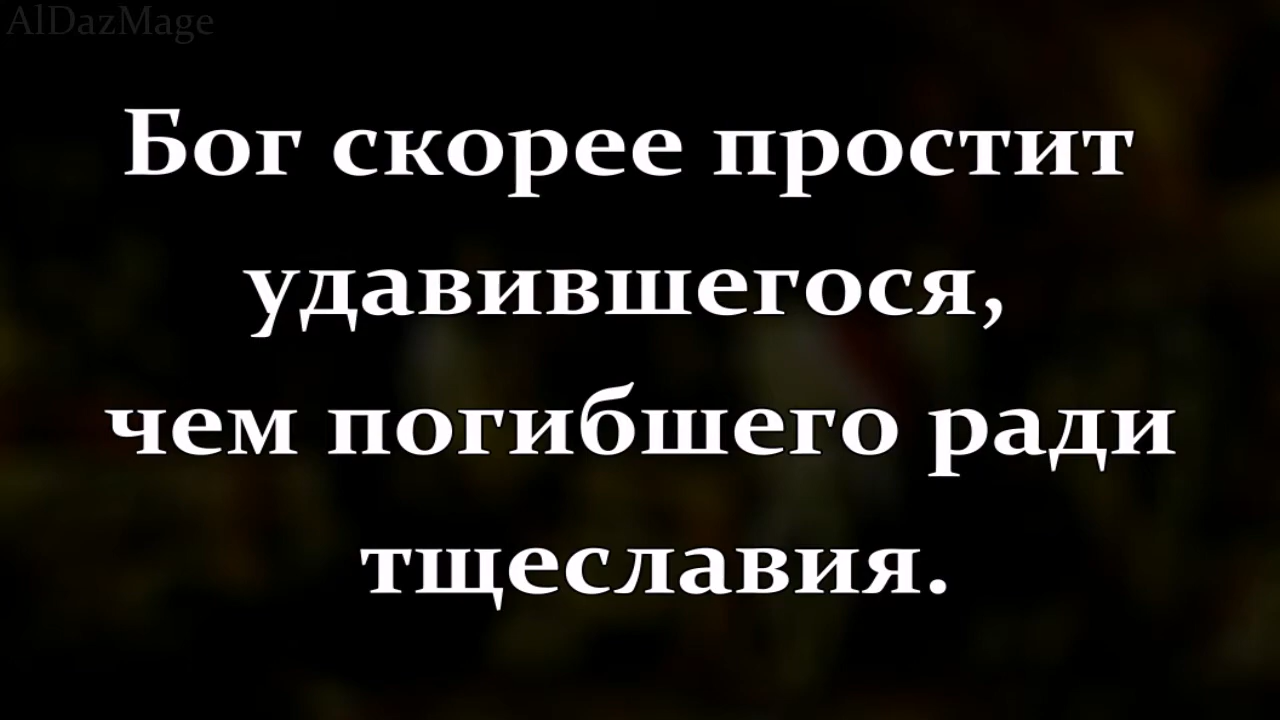 AlDazMage
Бог скорее простит
удавившегося,
чем погибшего ради
тщеславия.